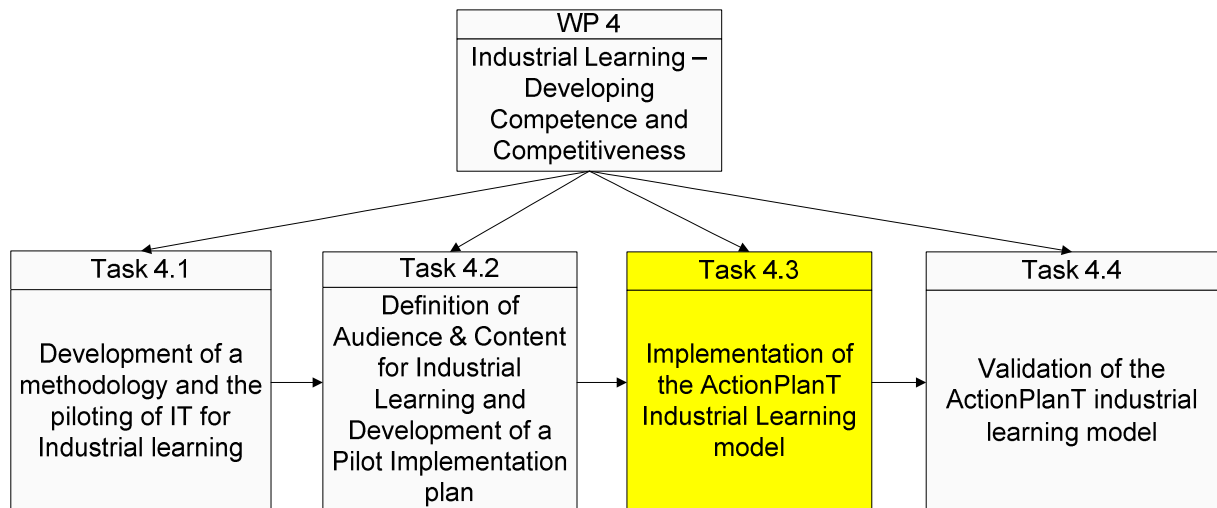 WP 4
Industrial Learning –
Developing
Competence and
Competitiveness
Task 4.1
Development of a
methodology and the
piloting of IT for
Industrial learning
Task 4.2
Definition of
Audience & Content
for Industrial
Learning and
Development of a
Pilot Implementation
plan
Task 4.3
Implementation of
the ActionPlanT
Industrial Learning
model
Task 4.4
Validation of the
ActionPlanT industrial
learning model